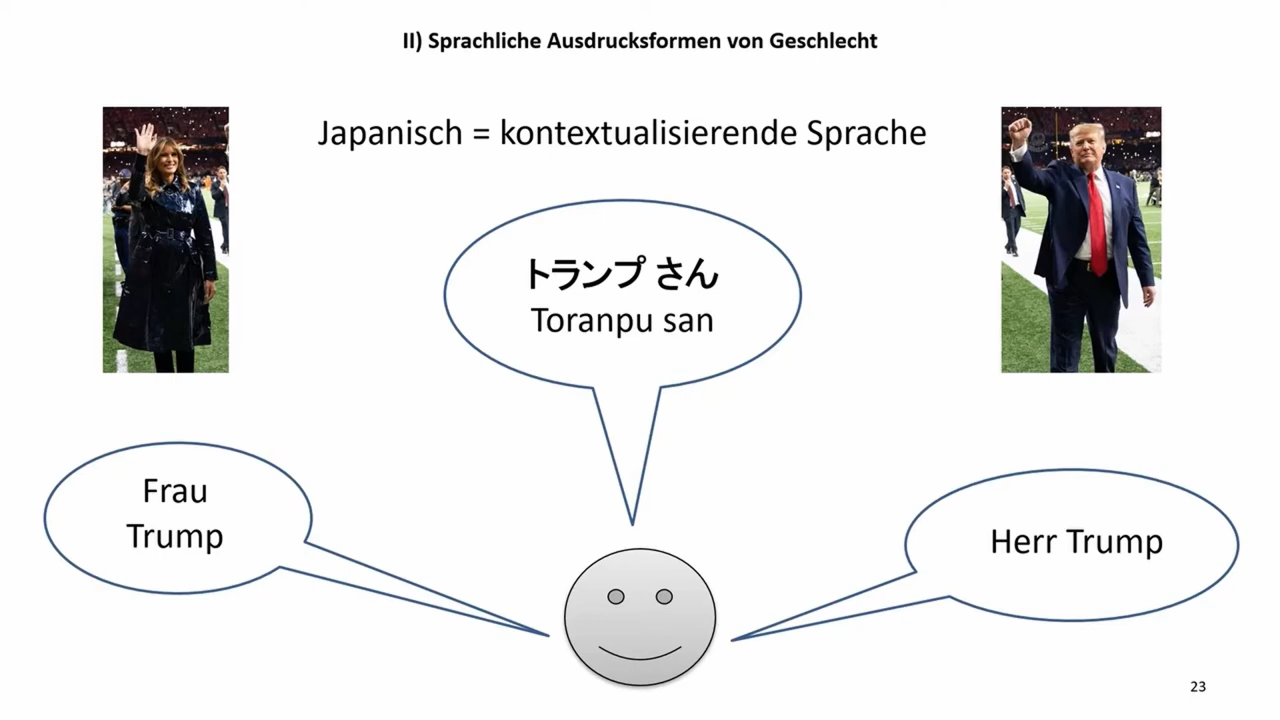 II) Sprachliche Ausdrucksformen von Geschlecht
Japanisch = kontextualisierende Sprache
トランプ さん
Toranpu san
Frau
Trump
Herr Trump
23